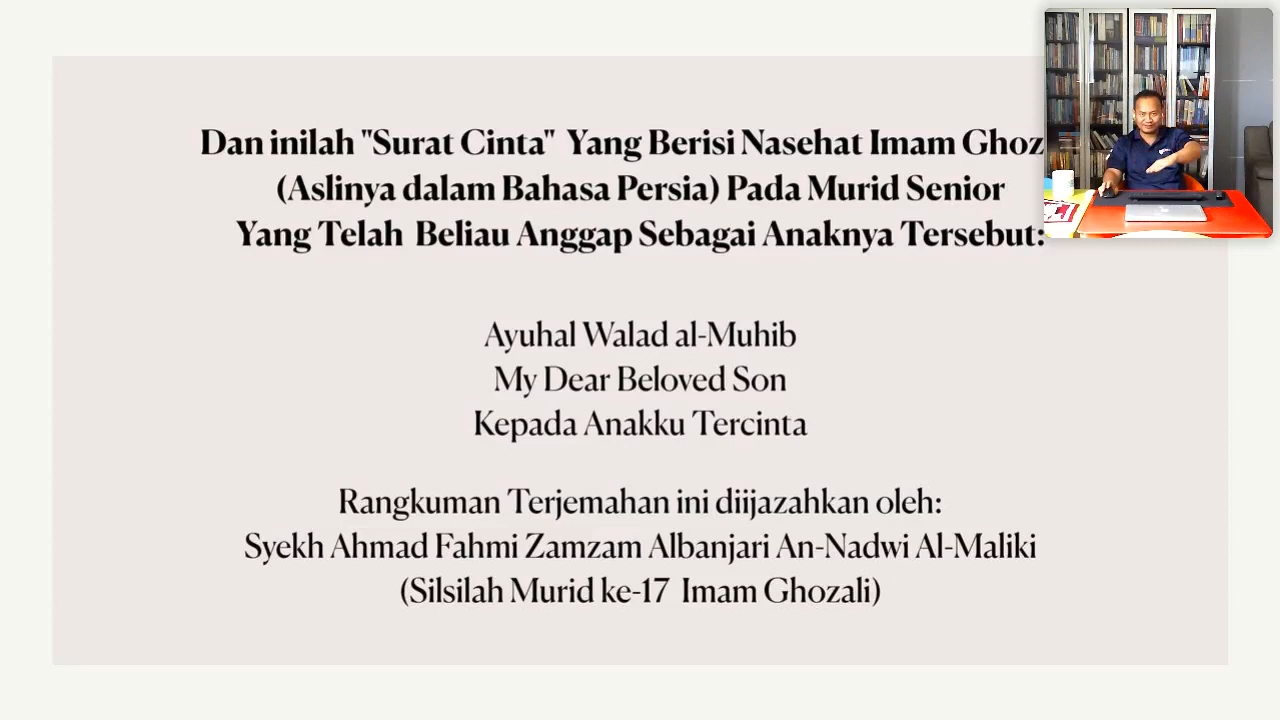 Dan inilah "Surat Cinta" Yang Berisi Nasehat Imam
(Aslinya dalam Bahasa Persia) Pada Murid Senior
Yang Telah Beliau Anggap Sebagai Anaknya Tersebut:
Ayuhal Walad al-Muhib
My Dear Beloved Son
Kepada Anakku Tercinta
Rangkuman Terjemahan ini diijazahkan oleh:
Syekh Ahmad Fahmi Zamzam Albanjari An-Nadwi Al-Maliki
(Silsilah Murid ke-17 Imam Ghozali)